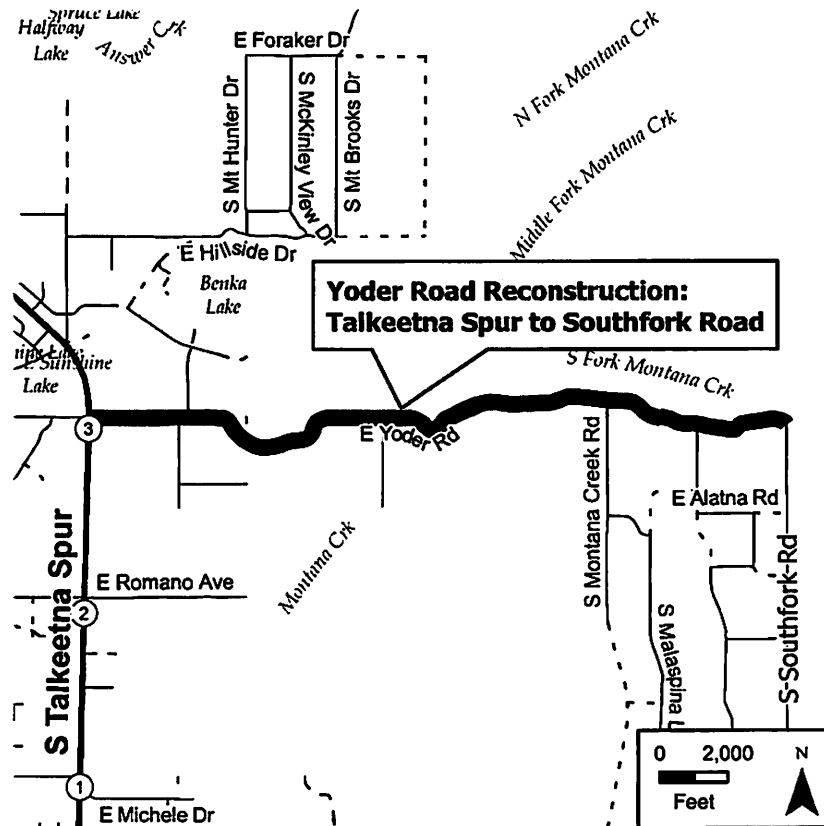 Spruce Lake
Halfway
Lake
Answer Crk
E Foraker Dr
N Fork Montana Crk
S Mt Hunter Dr
S McKinley View Dr
S Mt Brooks Dr
Middle Fork Montana Crk
E Hillside Dr
Benka
Lake
Yoder Road Reconstruction:
Talkeetna Spur to Southfork Road
S Fork Montana Crk
Sunshine
Lake
3
E Yoder Rd
S Montana Creek Rd
E Alatna Rd
S Talkeetna Spur
Montana Crk
E Romano Ave
2
S Malaspina
S-Southfork-Rd
1
E Michele Dr
0 2,000
Feet
N